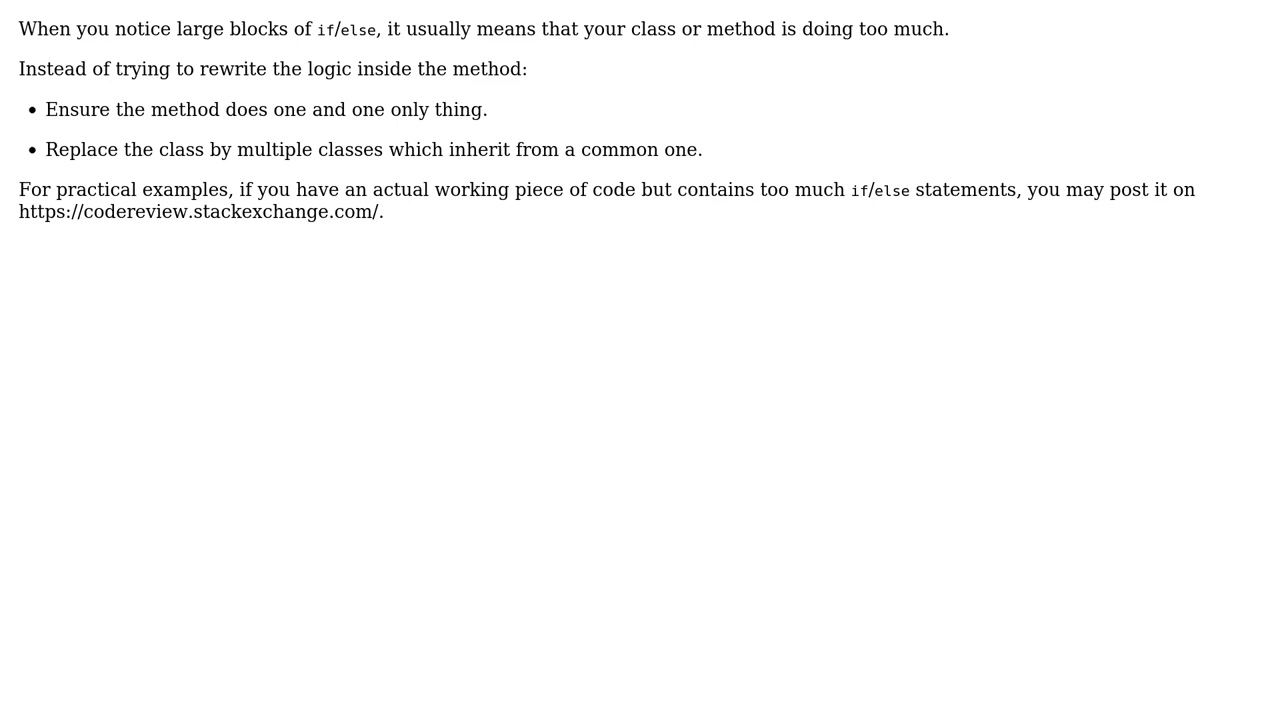 When you notice large blocks of if/else, it usually means that your class or method is doing too much.
Instead of trying to rewrite the logic inside the method:
• Ensure the method does one and one only thing.
• Replace the class by multiple classes which inherit from a common one.
For practical examples, if you have an actual working piece of code but contains too much if/else statements, you may post it on
https://codereview.stackexchange.com/.